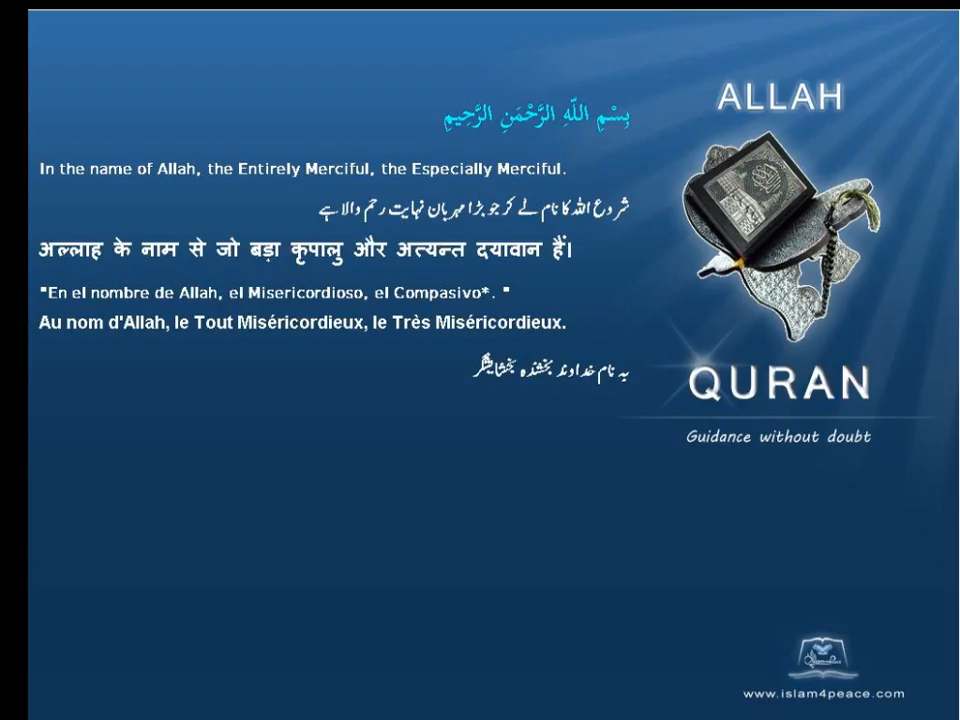 بِسْمِ اللَّهِ الرَّحْمَنِ الرَّحِيمِ
In the name of Allah, the Entirely Merciful, the Especially Merciful.
شروع اللہ کا نام لے کر جو بڑا مہربان نہایت رحم والا ہے
अल्लाह के नाम से जो बड़ा कृपालु और अत्यन्त दयावान हैं।
"En el nombre de Allah, el Misericordioso, el Compasivo*. "
Au nom d'Allah, le Tout Miséricordieux, le Très Miséricordieux.
به نام خداوند بخشنده بخشایشگر
ALLAH
QURAN
Guidance without doubt
www.islam4peace.com